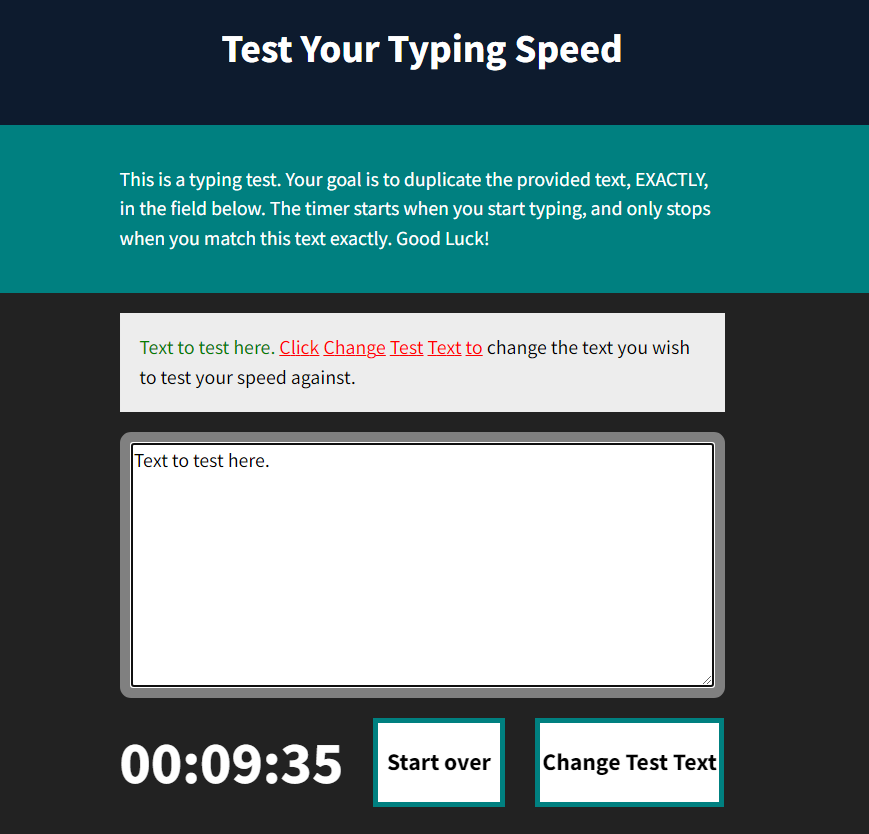 Test Your Typing Speed
This is a typing test. Your goal is to duplicate the provided text, EXACTLY,
in the field below. The timer starts when you start typing, and only stops
when you match this text exactly. Good Luck!
Text to test here. Click Change Test Text to change the text you wish
to test your speed against.
Text to test here.
00:09:35
Start over
Change Test Text